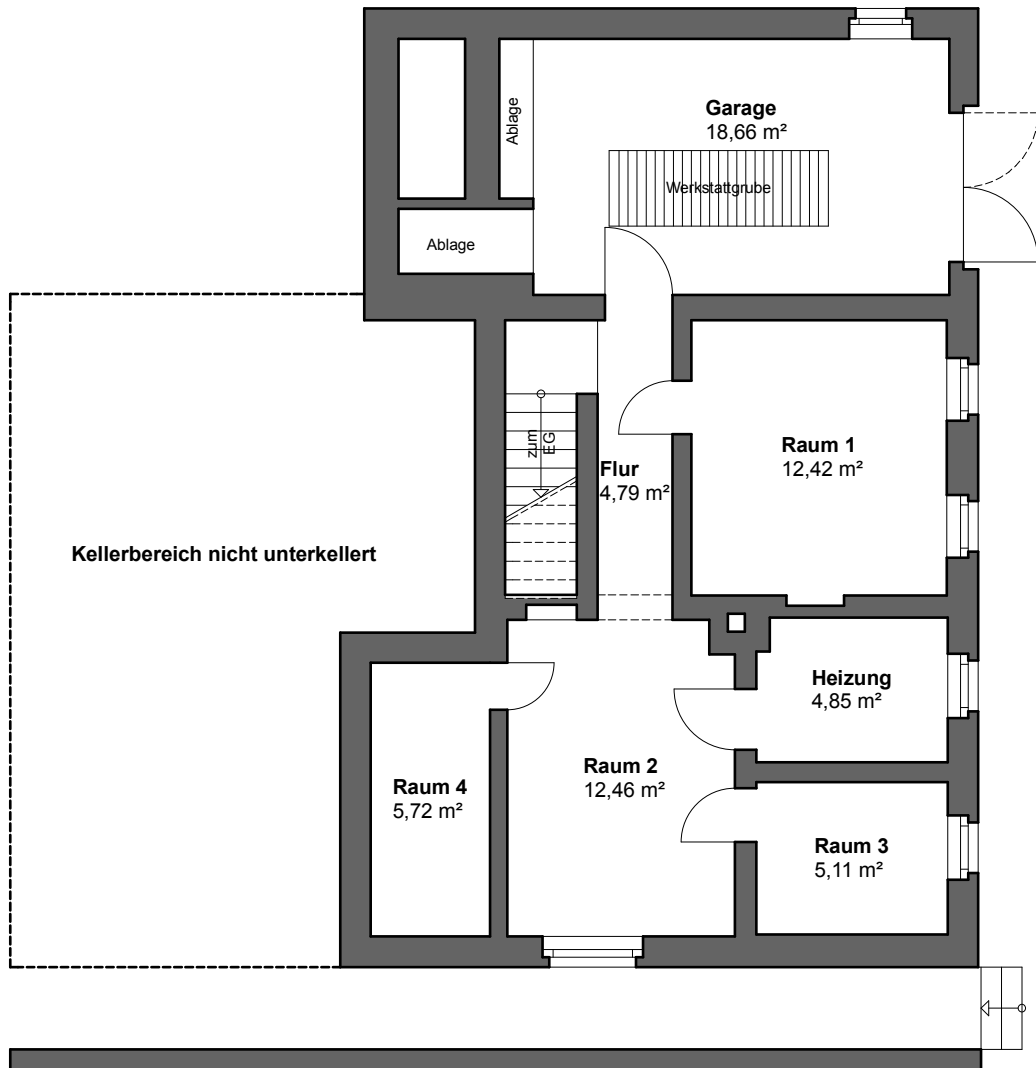 Garage
18,66 m²
Ablage
Werkstattgrube
Ablage
zum
EG
Raum 1
12,42 m²
Flur
4,79 m²
Kellerbereich nicht unterkellert
Heizung
4,85 m²
Raum 2
12,46 m²
Raum 4
5,72 m²
Raum 3
5,11 m²